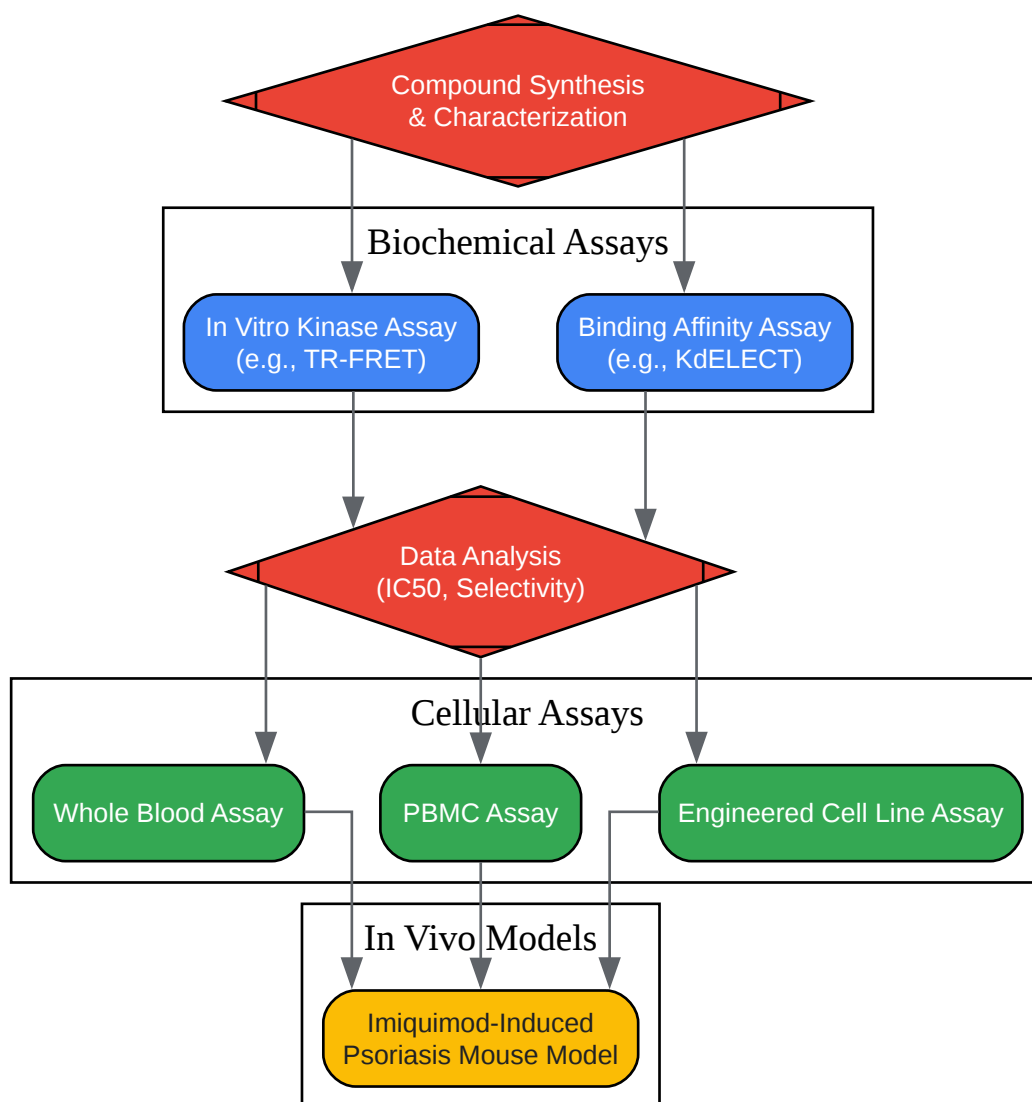 Compound Synthesis
& Characterization
Biochemical Assays
In Vitro Kinase Assay
(e.g., TR-FRET)
Binding Affinity Assay
(e.g., KdELECT)
Data Analysis
(IC50, Selectivity)
Cellular Assays
Whole Blood Assay
PBMC Assay
Engineered Cell Line Assay
In Vivo Models
Imiquimod-Induced
Psoriasis Mouse Model